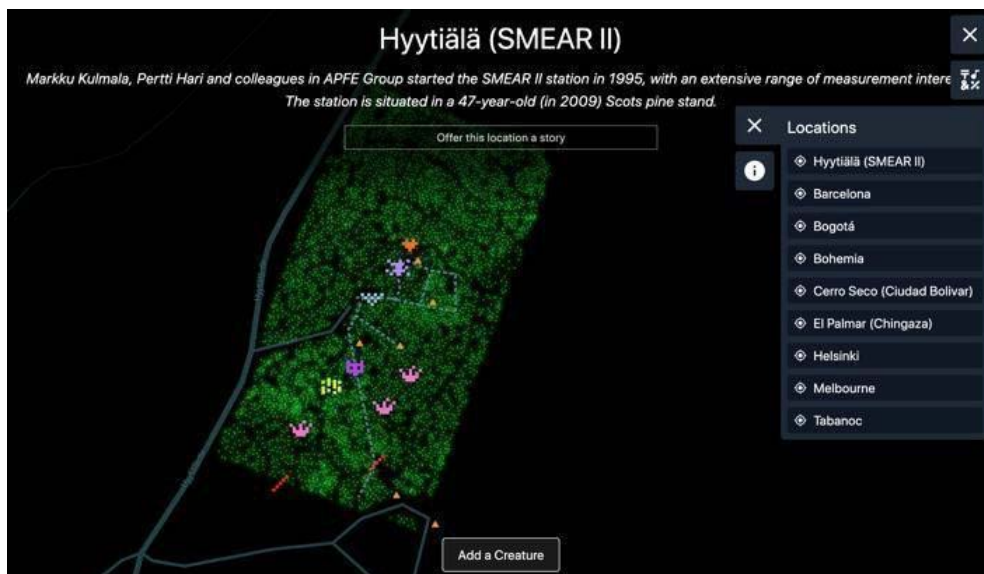 Hyytiälä (SMEAR II)
Markku Kulmala, Pertti Hari and colleagues in APFE Group started the SMEAR II station in 1995, with an extensive range of measurement intere
The station is situated in a 47-year-old (in 2009) Scots pine stand.
Offer this location a story
Locations
Hyytiälä (SMEAR II)
Barcelona
Bogotá
Bohemia
Cerro Seco (Ciudad Bolivar)
El Palmar (Chingaza)
Helsinki
Melbourne
Tabanoc
Add a Creature